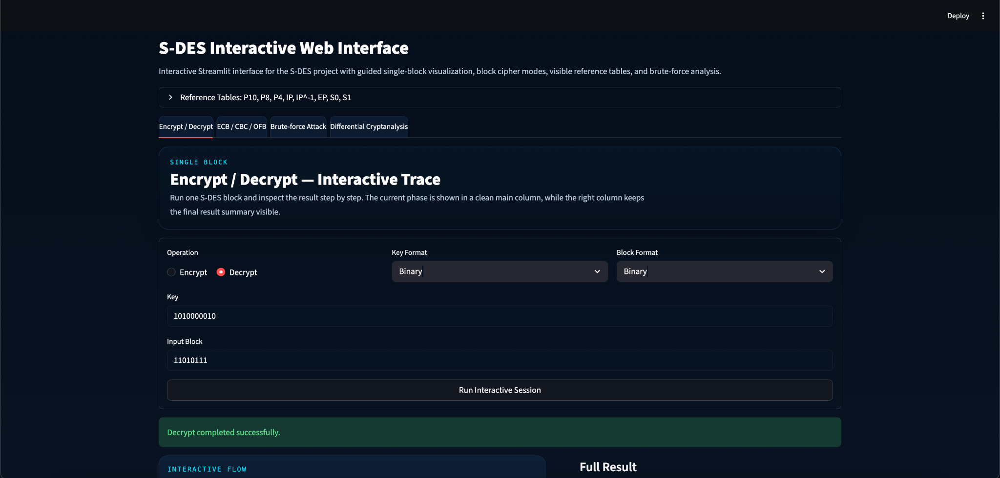 Deploy
S-DES Interactive Web Interface
Interactive Streamlit interface for the S-DES project with guided single-block visualization, block cipher modes, visible reference tables, and brute-force analysis.
Reference Tables: P10, P8, P4, IP, IP^-1, EP, S0, S1
Encrypt / Decrypt ECB / CBC / OFB Brute-force Attack Differential Cryptanalysis
SINGLE BLOCK
Encrypt / Decrypt — Interactive Trace
Run one S-DES block and inspect the result step by step. The current phase is shown in a clean main column, while the right column keeps
the final result summary visible.
Operation Key Format Block Format
Encrypt Decrypt Binary Binary
Key
1010000010
Input Block
11010111
Run Interactive Session
Decrypt completed successfully.
INTERACTIVE FLOW Full Result